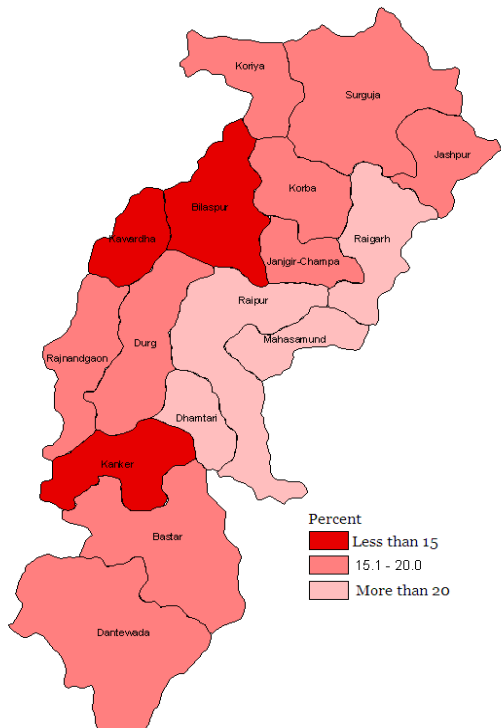 Koriya
Surguja
Jashpur
Korba
Bilaspur
Raigarh
Kawardha
Janjgir-Champa
Raipur
Mahasamund
Durg
Rajnandgaon
Dhamtari
Kanker
Bastar
Dantewada
Percent
Less than 15
15.1 - 20.0
More than 20